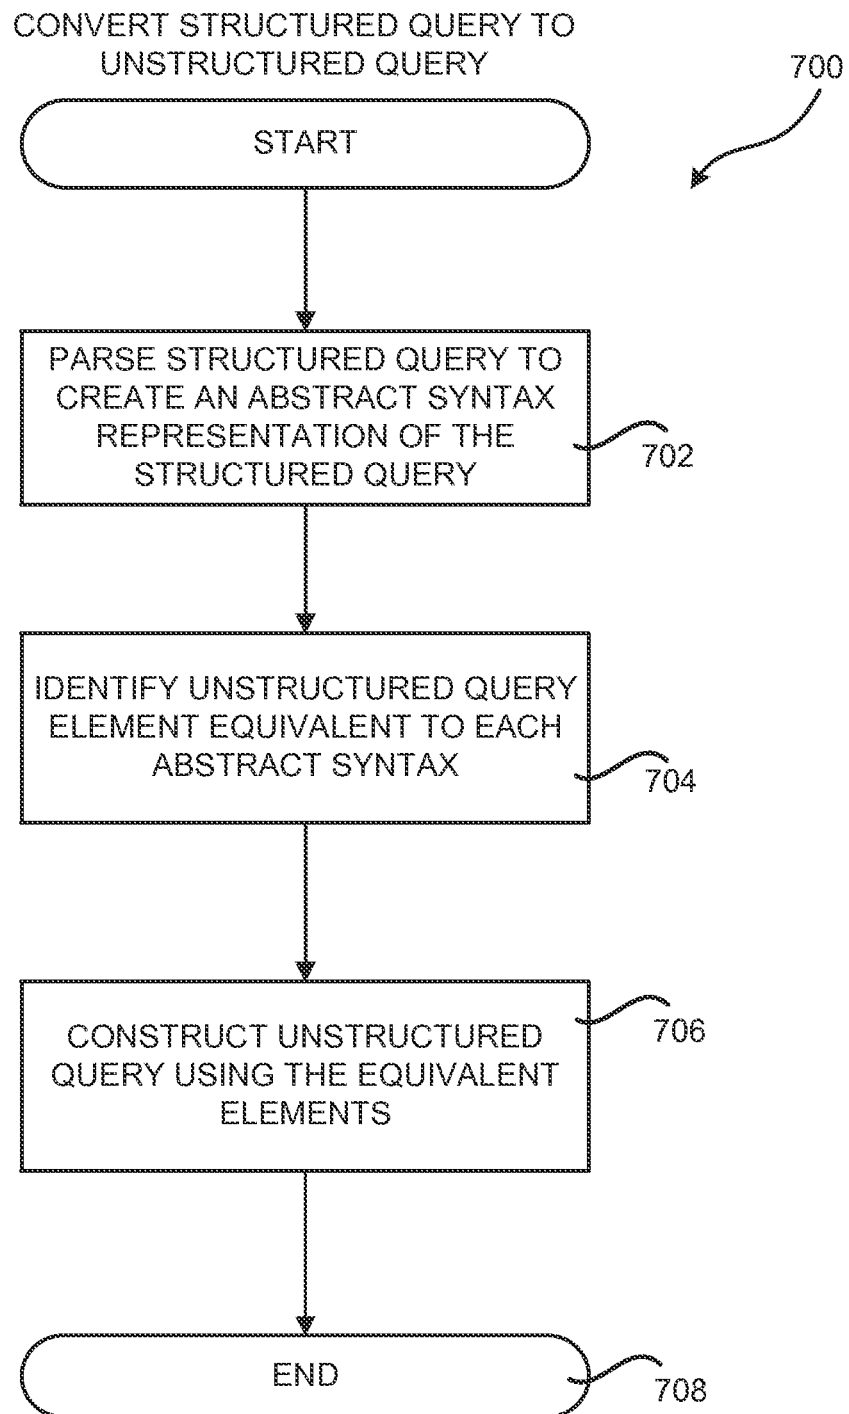 CONVERT STRUCTURED QUERY TO
UNSTRUCTURED QUERY
700
START
PARSE STRUCTURED QUERY TO
CREATE AN ABSTRACT SYNTAX
REPRESENTATION OF THE
STRUCTURED QUERY
702
IDENTIFY UNSTRUCTURED QUERY
ELEMENT EQUIVALENT TO EACH
ABSTRACT SYNTAX
704
CONSTRUCT UNSTRUCTURED
QUERY USING THE EQUIVALENT
ELEMENTS
706
END
708